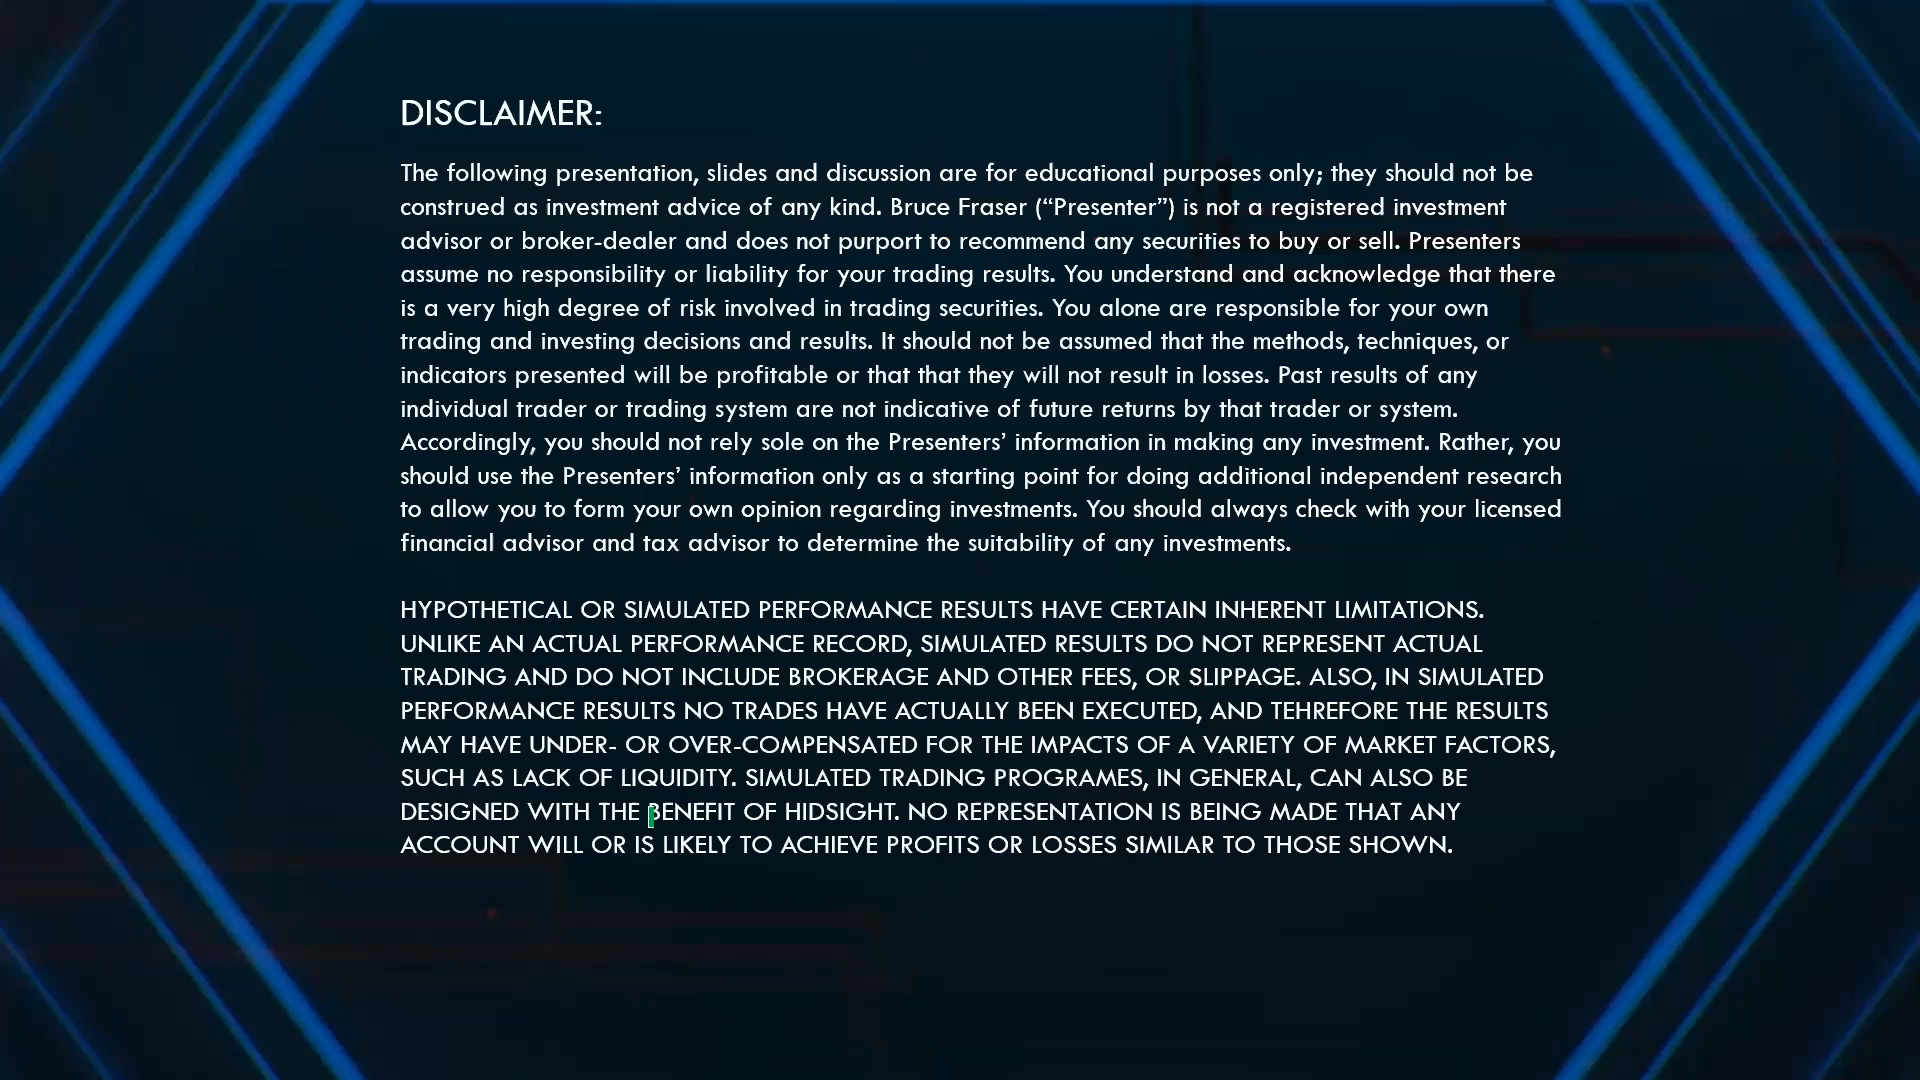 DISCLAIMER:
The following presentation, slides and discussion are for educational purposes only; they should not be
construed as investment advice of any kind. Bruce Fraser (“Presenter”) is not a registered investment
advisor or broker-dealer and does not purport to recommend any securities to buy or sell. Presenters
assume no responsibility or liability for your trading results. You understand and acknowledge that there
is a very high degree of risk involved in trading securities. You alone are responsible for your own
trading and investing decisions and results. It should not be assumed that the methods, techniques, or
indicators presented will be profitable or that that they will not result in losses. Past results of any
individual trader or trading system are not indicative of future returns by that trader or system.
Accordingly, you should not rely sole on the Presenters’ information in making any investment. Rather, you
should use the Presenters’ information only as a starting point for doing additional independent research
to allow you to form your own opinion regarding investments. You should always check with your licensed
financial advisor and tax advisor to determine the suitability of any investments.
HYPOTHETICAL OR SIMULATED PERFORMANCE RESULTS HAVE CERTAIN INHERENT LIMITATIONS.
UNLIKE AN ACTUAL PERFORMANCE RECORD, SIMULATED RESULTS DO NOT REPRESENT ACTUAL
TRADING AND DO NOT INCLUDE BROKERAGE AND OTHER FEES, OR SLIPPAGE. ALSO, IN SIMULATED
PERFORMANCE RESULTS NO TRADES HAVE ACTUALLY BEEN EXECUTED, AND TEHREFORE THE RESULTS
MAY HAVE UNDER- OR OVER-COMPENSATED FOR THE IMPACTS OF A VARIETY OF MARKET FACTORS,
SUCH AS LACK OF LIQUIDITY. SIMULATED TRADING PROGRAMES, IN GENERAL, CAN ALSO BE
DESIGNED WITH THE BENEFIT OF HIDSIGHT. NO REPRESENTATION IS BEING MADE THAT ANY
ACCOUNT WILL OR IS LIKELY TO ACHIEVE PROFITS OR LOSSES SIMILAR TO THOSE SHOWN.